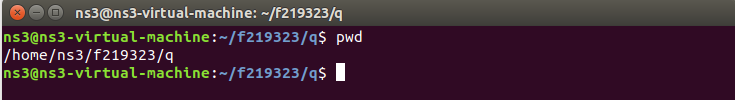 ns3@ns3-virtual-machine: ~/f219323/q
ns3@ns3-virtual-machine:~/f219323/q$ pwd
/home/ns3/f219323/q
ns3@ns3-virtual-machine:~/f219323/q$